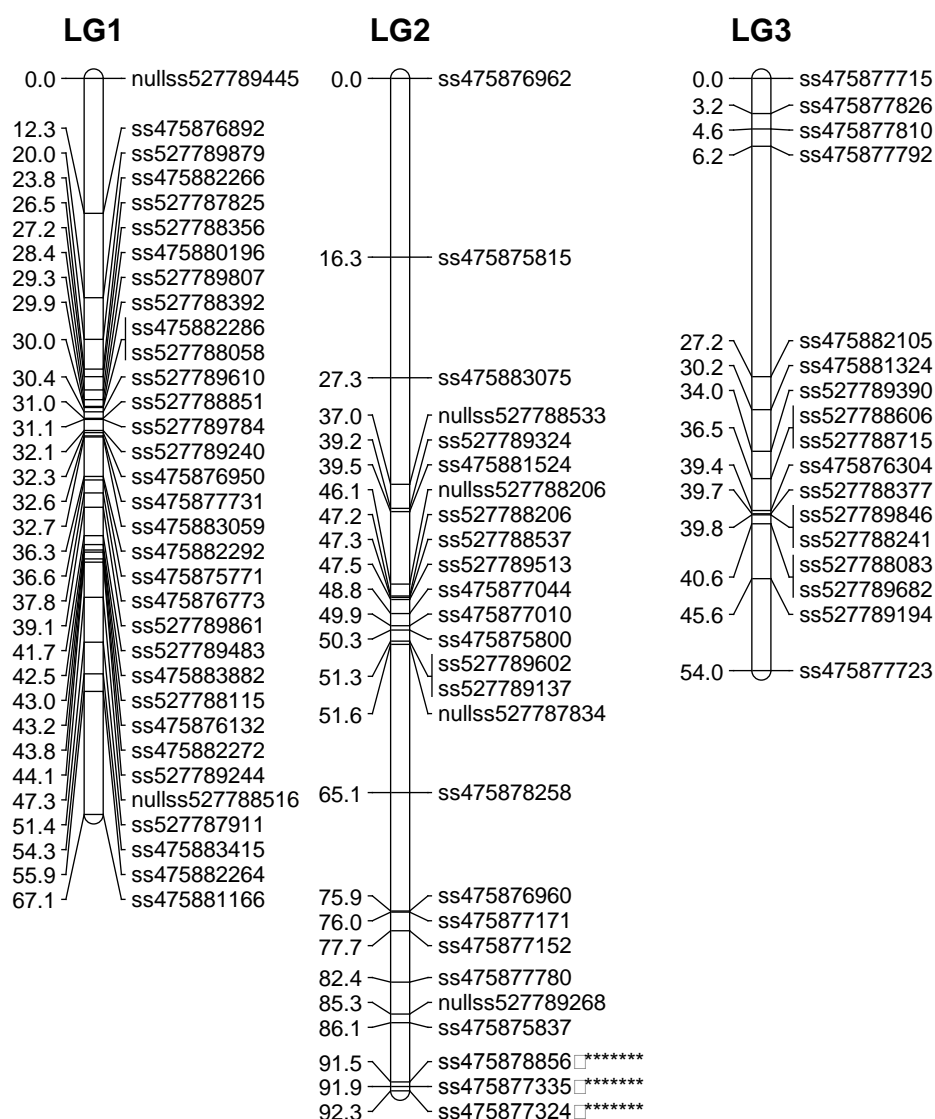 LG1
0.0 nullss527789445
12.3 ss475876892
20.0 ss527789879
23.8 ss475882266
26.5 ss527787825
27.2 ss527788356
28.4 ss475880196
29.3 ss527789807
29.9 ss527788392
ss475882286
30.0
ss527788058
30.4 ss527789610
31.0 ss527788851
31.1 ss527789784
32.1 ss527789240
32.3 ss475876950
32.6 ss475877731
32.7 ss475883059
36.3 ss475882292
36.6 ss475875771
37.8 ss475876773
39.1 ss527789861
41.7 ss527789483
42.5 ss475883882
43.0 ss527788115
43.2 ss475876132
43.8 ss475882272
44.1 ss527789244
47.3 nullss527788516
51.4 ss527787911
54.3 ss475883415
55.9 ss475882264
67.1 ss475881166
LG2
0.0 ss475876962
16.3 ss475875815
27.3 ss475883075
37.0 nullss527788533
39.2 ss527789324
39.5 ss475881524
46.1 nullss527788206
47.2 ss527788206
47.3 ss527788537
47.5 ss527789513
48.8 ss475877044
49.9 ss475877010
50.3 ss475875800
ss527789602
51.3
ss527789137
51.6 nullss527787834
65.1 ss475878258
75.9 ss475876960
76.0 ss475877171
77.7 ss475877152
82.4 ss475877780
85.3 nullss527789268
86.1 ss475875837
91.5 ss475878856□*******
91.9 ss475877335□*******
92.3 ss475877324□*******
LG3
0.0 ss475877715
3.2 ss475877826
4.6 ss475877810
6.2 ss475877792
27.2 ss475882105
30.2 ss475881324
34.0 ss527789390
ss527788606
36.5
ss527788715
39.4 ss475876304
39.7 ss527788377
ss527789846
39.8
ss527788241
ss527788083
40.6
ss527789682
45.6 ss527789194
54.0 ss475877723